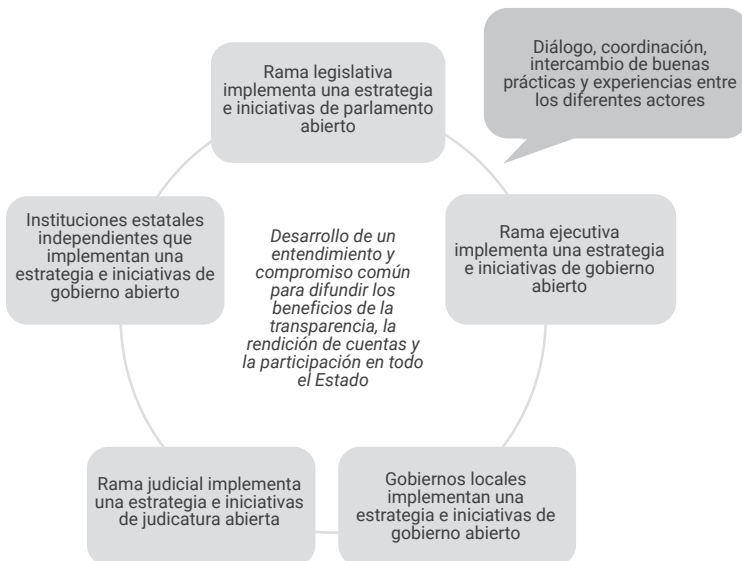 Diálogo, coordinación,
intercambio de buenas
prácticas y experiencias entre
los diferentes actores
Rama legislativa
implementa una estrategia
e iniciativas de parlamento
abierto
Instituciones estatales
independientes que
implementan una
estrategia e iniciativas de
gobierno abierto
Desarrollo de un
entendimiento y
compromiso común
para difundir los
beneficios de la
transparencia, la
rendición de cuentas y
la participación en todo
el Estado
Rama ejecutiva
implementa una estrategia
e iniciativas de gobierno
abierto
Rama judicial implementa
una estrategia e iniciativas
de judicatura abierta
Gobiernos locales
implementan una
estrategia e iniciativas de
gobierno abierto